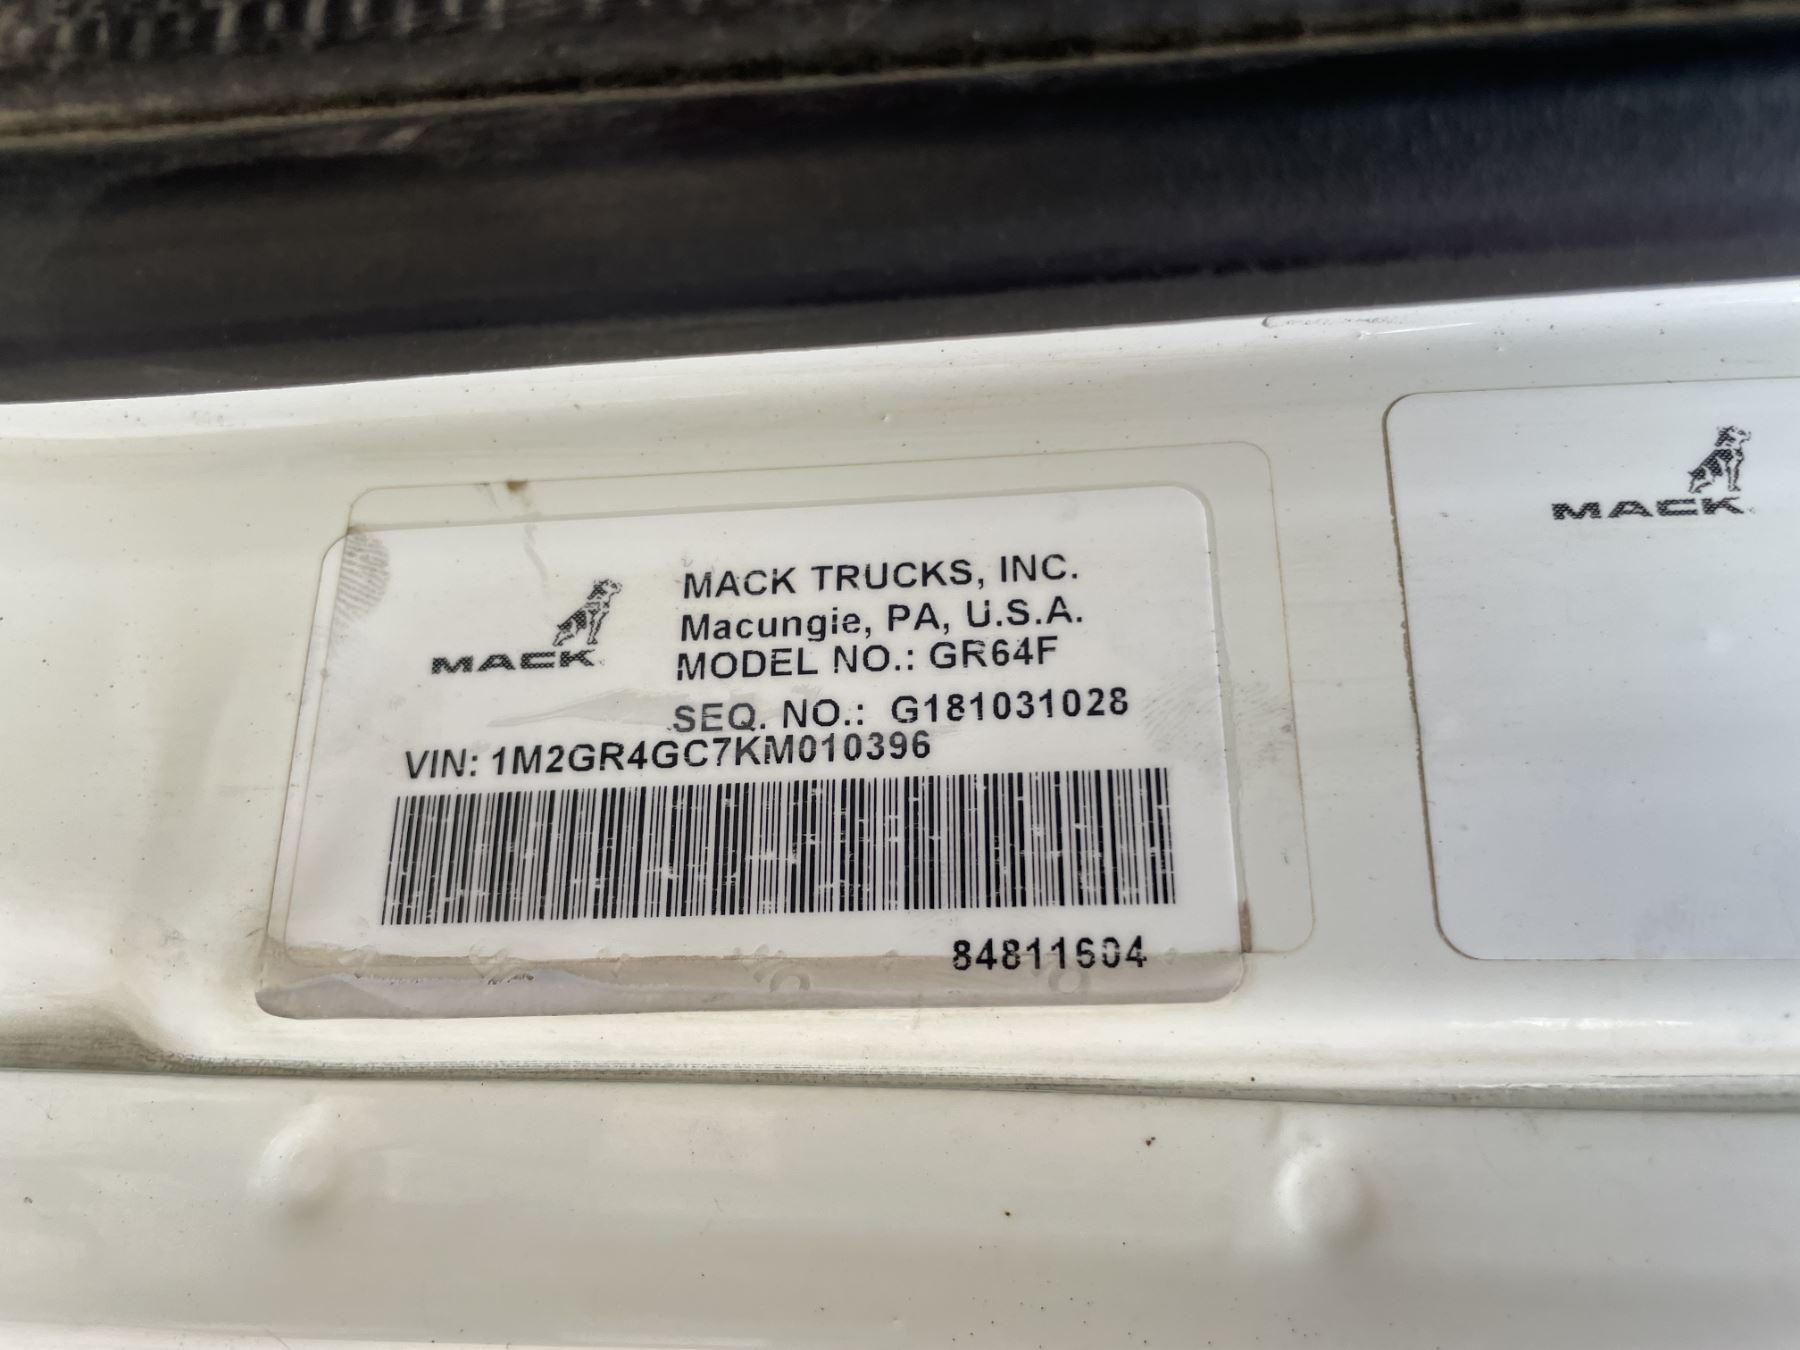 MACK
MACK TRUCKS, INC.
Macungie, PA, U.S.A.
MODEL NO.: GR64F
SEQ. NO.: G181031028
VIN: 1M2GR4GC7KM010396
84811604
MACK